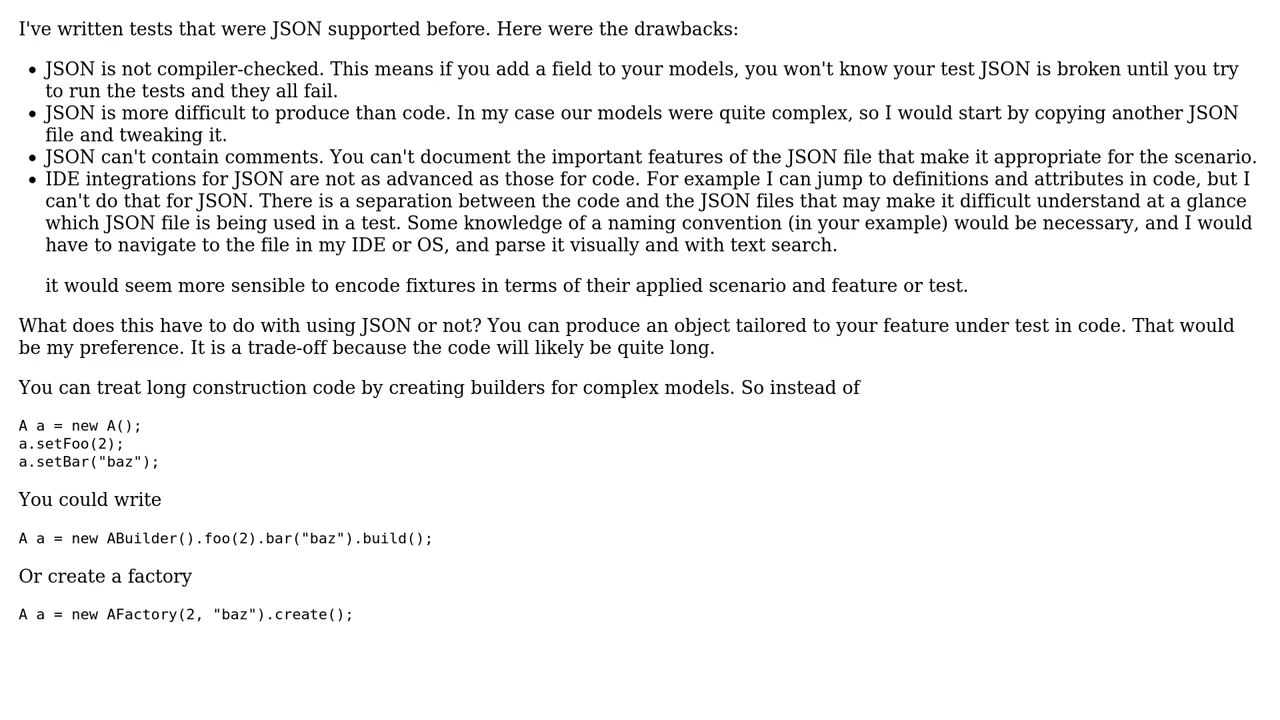 I've written tests that were JSON supported before. Here were the drawbacks:
• JSON is not compiler-checked. This means if you add a field to your models, you won't know your test JSON is broken until you try
to run the tests and they all fail.
• JSON is more difficult to produce than code. In my case our models were quite complex, so I would start by copying another JSON
file and tweaking it.
• JSON can't contain comments. You can't document the important features of the JSON file that make it appropriate for the scenario.
• IDE integrations for JSON are not as advanced as those for code. For example I can jump to definitions and attributes in code, but I
can't do that for JSON. There is a separation between the code and the JSON files that may make it difficult understand at a glance
which JSON file is being used in a test. Some knowledge of a naming convention (in your example) would be necessary, and I would
have to navigate to the file in my IDE or OS, and parse it visually and with text search.
it would seem more sensible to encode fixtures in terms of their applied scenario and feature or test.
What does this have to do with using JSON or not? You can produce an object tailored to your feature under test in code. That would
be my preference. It is a trade-off because the code will likely be quite long.
You can treat long construction code by creating builders for complex models. So instead of
A a = new A();
a.setFoo(2);
a.setBar("baz");
You could write
A a = new ABuilder().foo(2).bar("baz").build();
Or create a factory
A a = new AFactory(2, "baz").create();